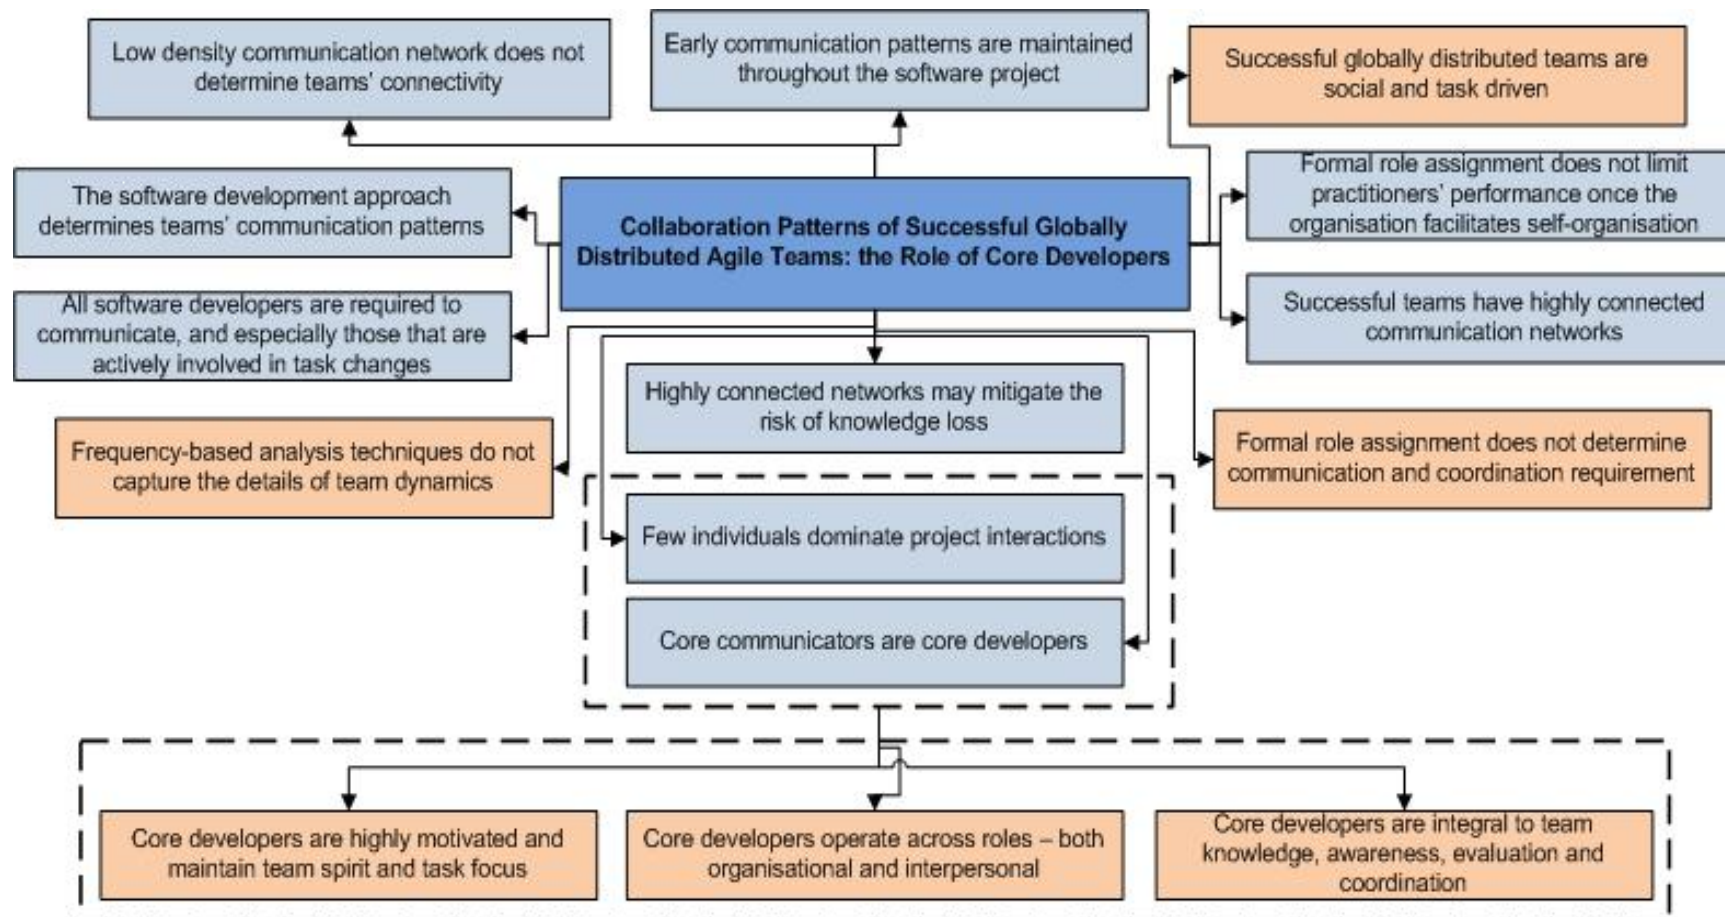 Low density communication network does not
determine teams' connectivity
Early communication patterns are maintained
throughout the software project
Successful globally distributed teams are
social and task driven
The software development approach
determines teams' communication patterns
Collaboration Patterns of Successful Globally
Distributed Agile Teams: the Role of Core Developers
Formal role assignment does not limit
practitioners' performance once the
organisation facilitates self-organisation
All software developers are required to
communicate, and especially those that are
actively involved in task changes
Successful teams have highly connected
communication networks
Highly connected networks may mitigate the
risk of knowledge loss
Frequency-based analysis techniques do not
capture the details of team dynamics
Formal role assignment does not determine
communication and coordination requirement
Few individuals dominate project interactions
Core communicators are core developers
Core developers are highly motivated and
maintain team spirit and task focus
Core developers operate across roles – both
organisational and interpersonal
Core developers are integral to team
knowledge, awareness, evaluation and
coordination